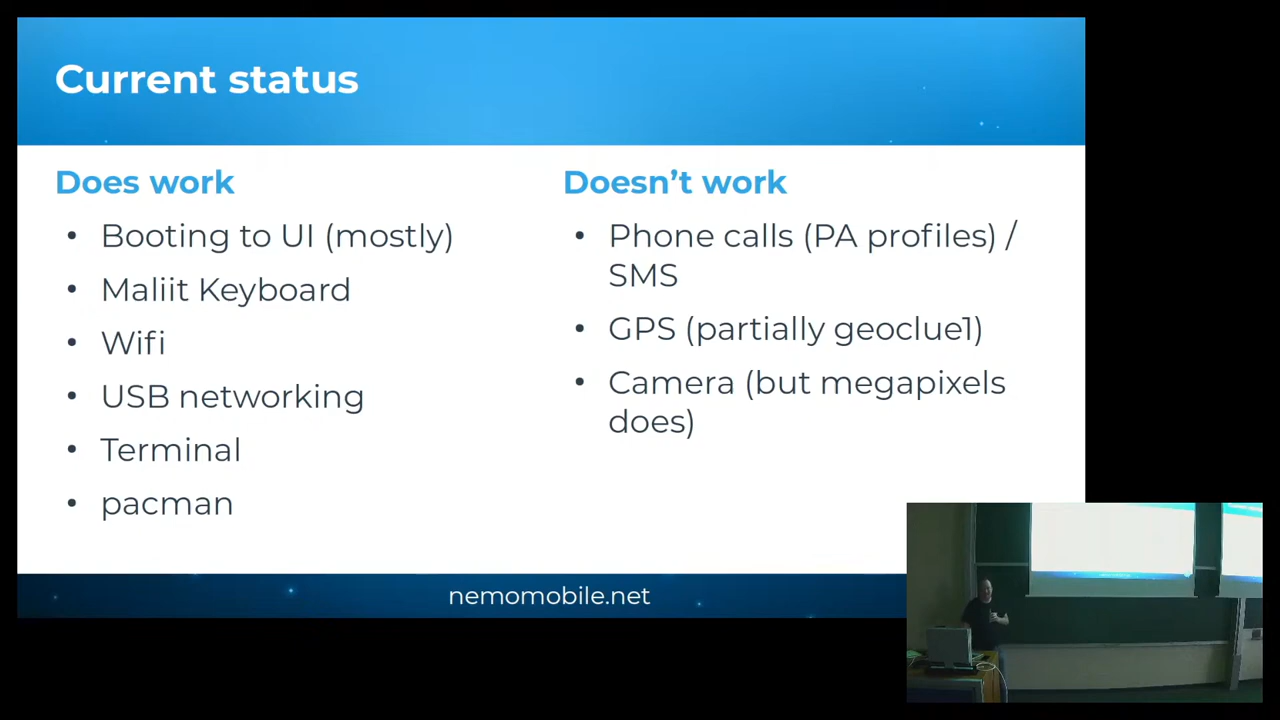 Current status
Does work
• Booting to UI (mostly)
• Maliit Keyboard
• Wifi
• USB networking
• Terminal
• pacman
Doesn’t work
• Phone calls (PA profiles) /
SMS
• GPS (partially geoclue1)
• Camera (but megapixels
does)
nemomobile.net